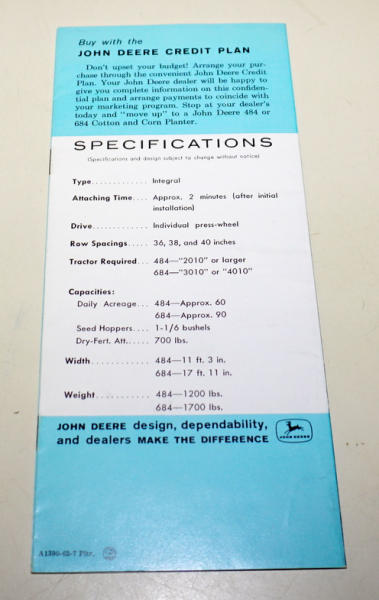 Buy with the
JOHN DEERE CREDIT PLAN
Don't upset your budget! Arrange your pur-
chase through the convenient John Deere Credit
Plan. Your John Deere dealer will be happy to
give you complete information on this confiden-
tial plan and arrange payments to coincide with
your marketing program. Stop at your dealer's
today and "move up" to a John Deere 484 or
684 Cotton and Corn Planter.
SPECIFICATIONS
(Specifications and design subject to change without notice)
Type............ Integral
Attaching Time.... Approx. 2 minutes (after initial
installation)
Drive............ Individual press-wheel
Row Spacings..... 36, 38, and 40 inches
Tractor Required... 484—"2010" or larger
684—"3010" or "4010"
Capacities:
Daily Acreage... 484—Approx. 60
684—Approx. 90
Seed Hoppers.... 1-1/6 bushels
Dry-Fert. Att..... 700 lbs.
Width............ 484—11 ft. 3 in.
684—17 ft. 11 in.
Weight........... 484—1200 lbs.
684—1700 lbs.
JOHN DEERE design, dependability,
and dealers MAKE THE DIFFERENCE
JOHN DEERE
A1390-62-7 Pltr.